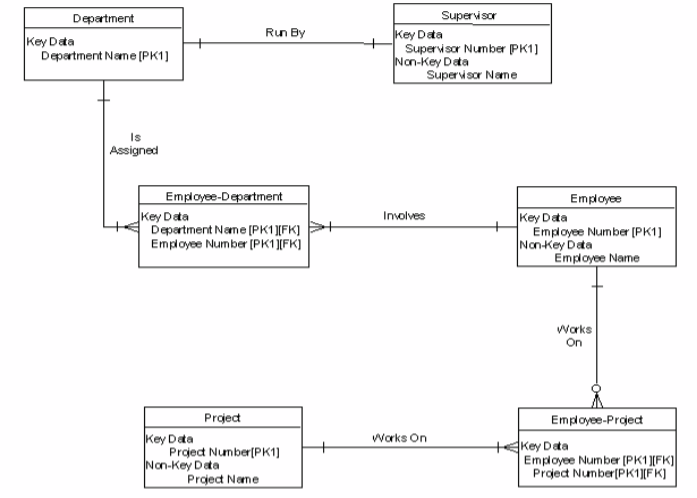 Department
Key Data
Department Name [PK1]
Run By
Supervisor
Key Data
Supervisor Number [PK1]
Non-Key Data
Supervisor Name
Is
Assigned
Employee-Department
Key Data
Department Name [PK1][FK]
Employee Number [PK1][FK]
Involves
Employee
Key Data
Employee Number [PK1]
Non-Key Data
Employee Name
Works
On
Project
Key Data
Project Number[PK1]
Non-Key Data
Project Name
Works On
Employee-Project
Key Data
Employee Number [PK1][FK]
Project Number[PK1][FK]